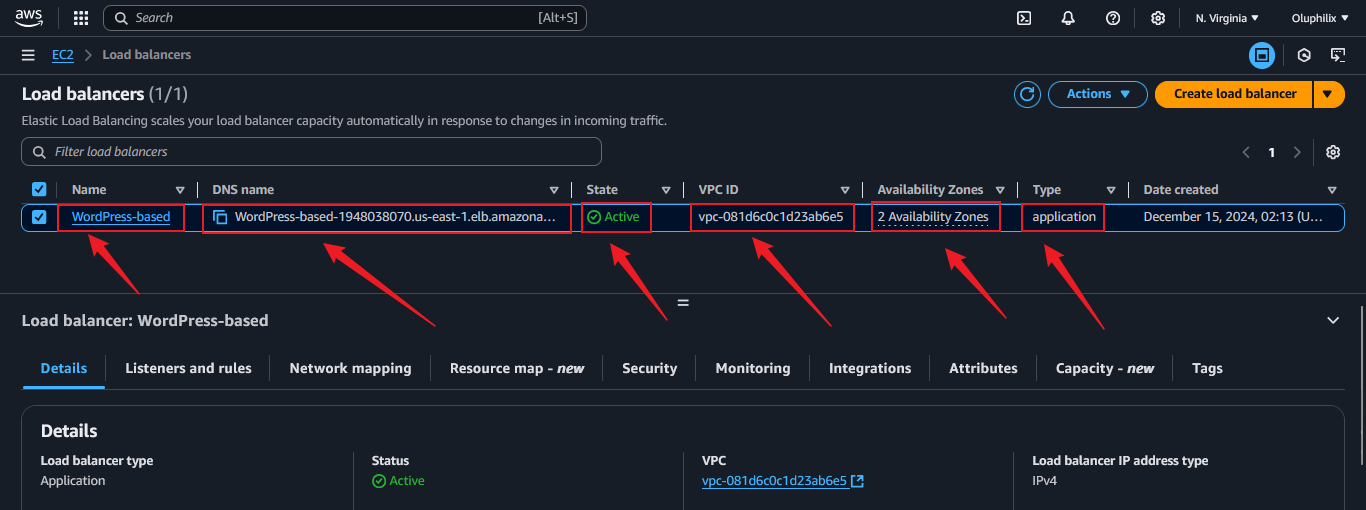 aws Search [Alt+S] N. Virginia Oluphilix
EC2 Load balancers
Load balancers (1/1) Actions Create load balancer
Elastic Load Balancing scales your load balancer capacity automatically in response to changes in incoming traffic.
Filter load balancers 1
Name DNS name State VPC ID Availability Zones Type Date created
WordPress-based WordPress-based-1948038070.us-east-1.elb.amazona... Active vpc-081d6c0c1d23ab6e5 2 Availability Zones application December 15, 2024, 02:13 (U...
Load balancer: WordPress-based
Details Listeners and rules Network mapping Resource map - new Security Monitoring Integrations Attributes Capacity - new Tags
Details
Load balancer type Status VPC Load balancer IP address type
Application Active vpc-081d6c0c1d23ab6e5 IPv4